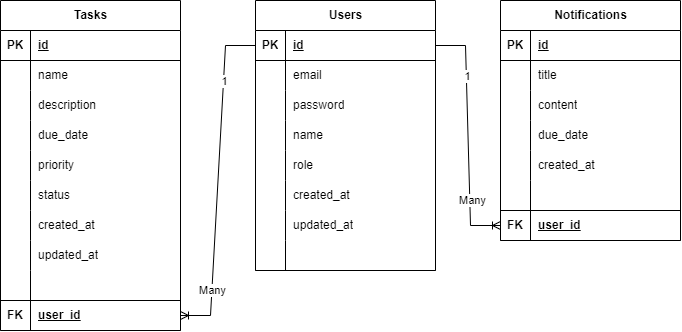 Tasks
PK id
name
description
due_date
priority
status
created_at
updated_at
FK user_id
1
Many
Users
PK id
email
password
name
role
created_at
updated_at
1
Many
Notifications
PK id
title
content
due_date
created_at
FK user_id